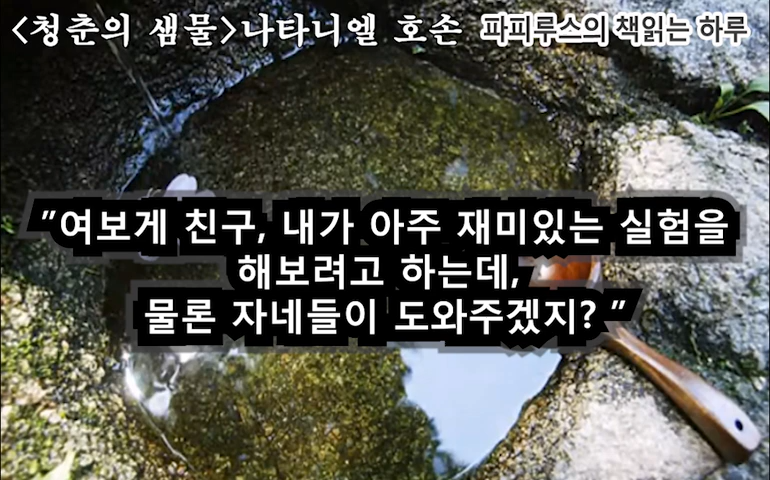 <청춘의 샘물>나타니엘 호손 파피루스의 책읽는 하루
"여보게 친구, 내가 아주 재미있는 실험을
해보려고 하는데,
물론 자네들이 도와주겠지? "